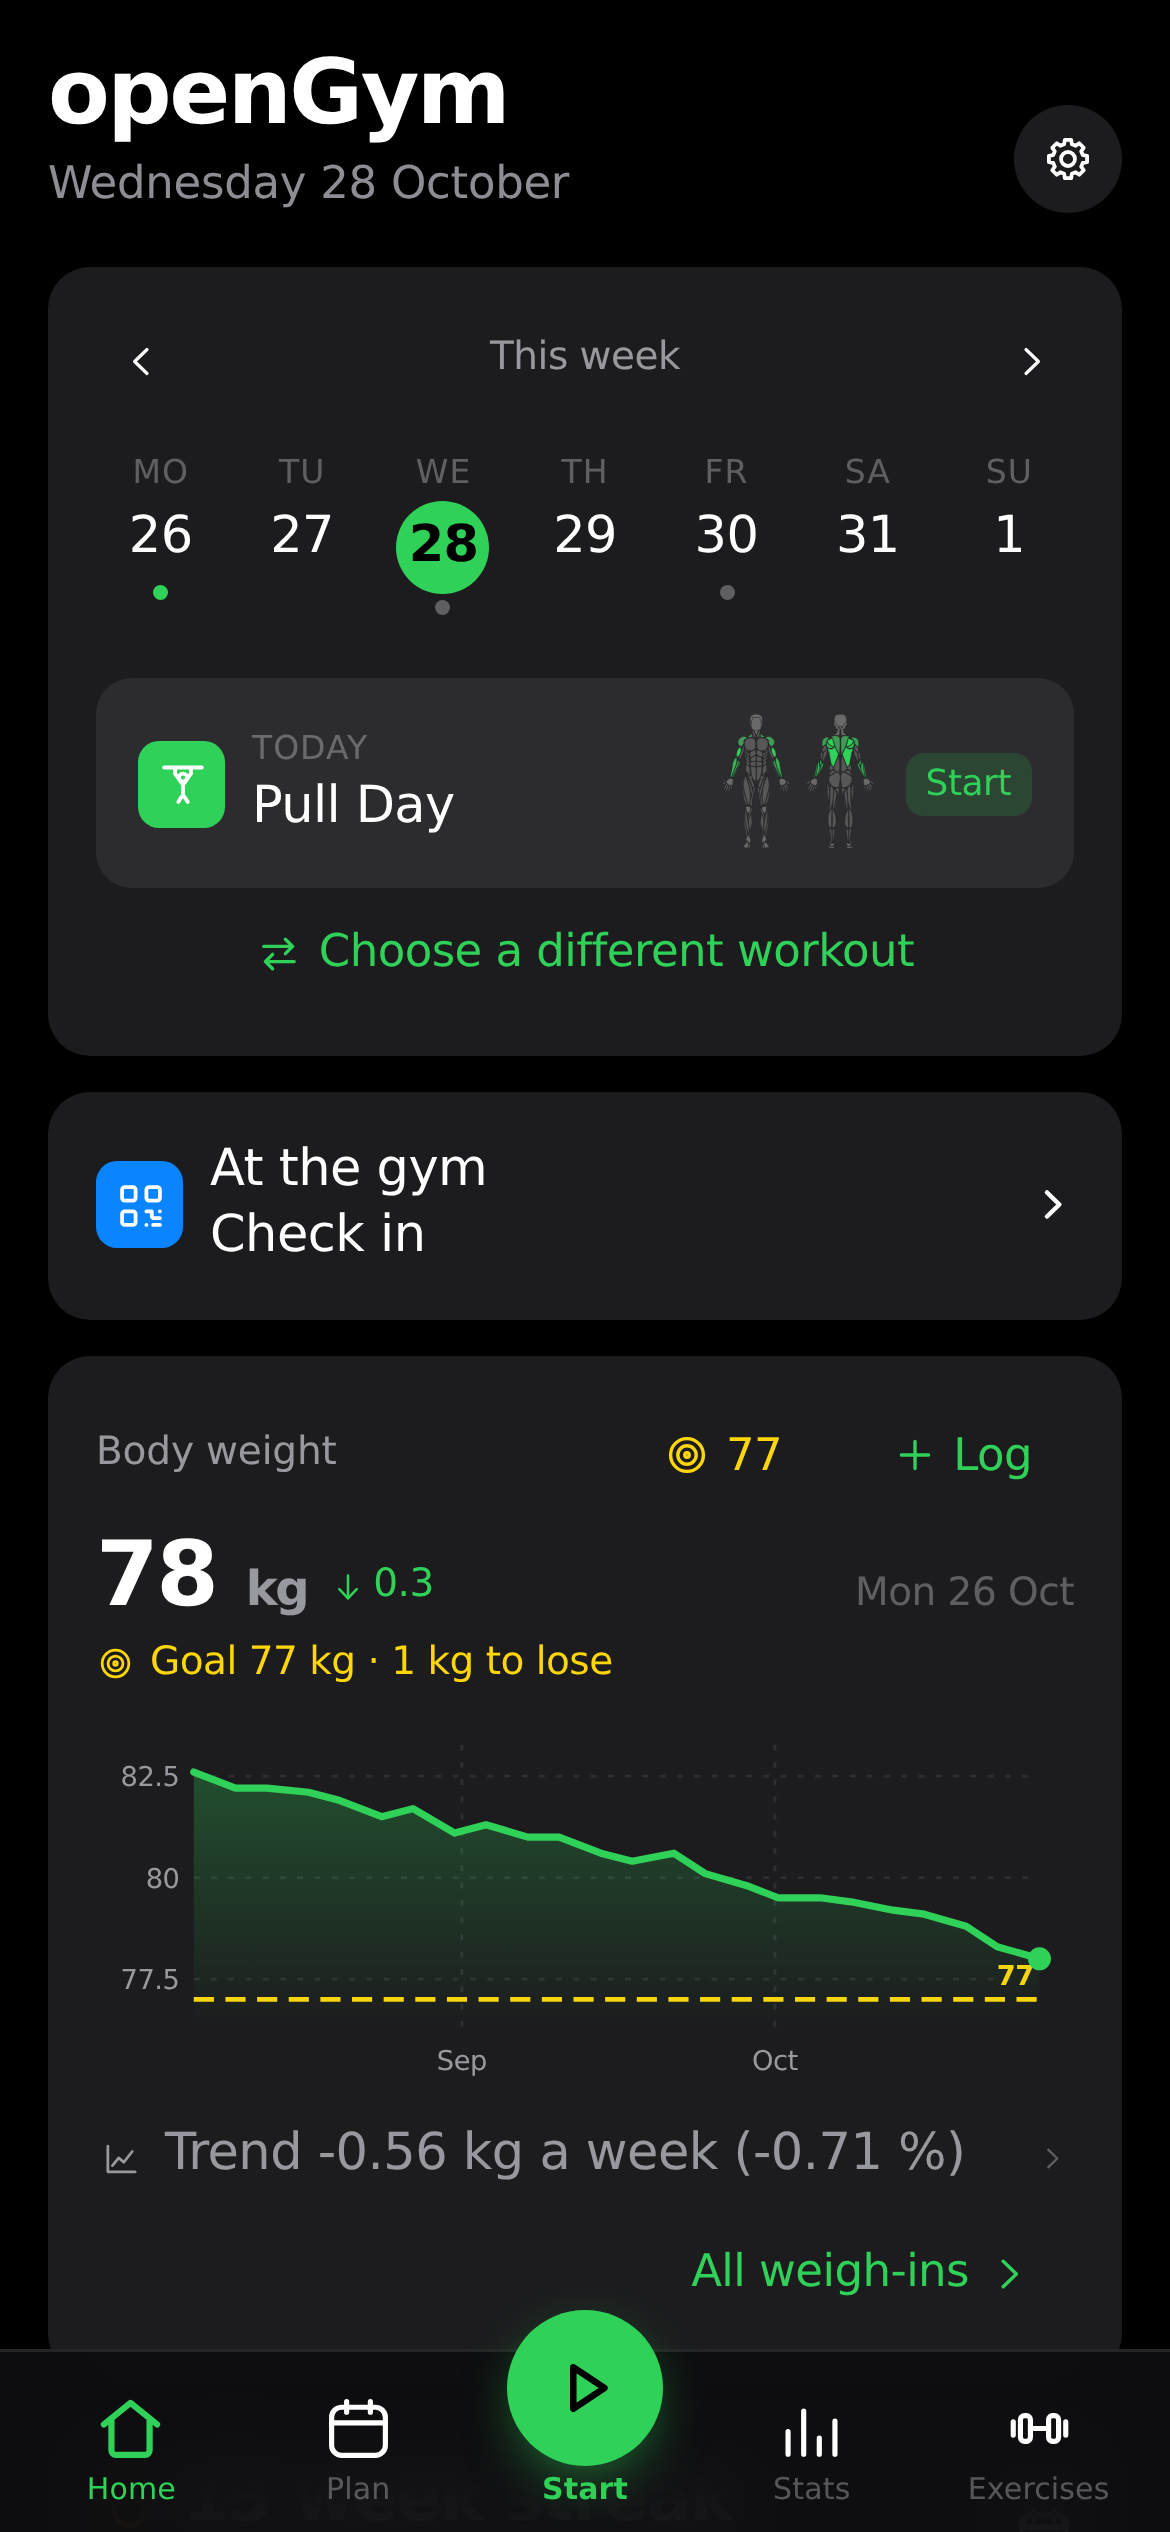 openGym
Wednesday 28 October
This week
MO TU WE TH FR SA SU
26 27 28 29 30 31 1
TODAY
Pull Day
Start
Choose a different workout
At the gym
Check in
Body weight
77
+ Log
78 kg ↓ 0.3
Mon 26 Oct
Goal 77 kg · 1 kg to lose
82.5
80
77.5
77
Sep Oct
Trend -0.56 kg a week (-0.71 %)
All weigh-ins
13 week streak
Home Plan Start Stats Exercises